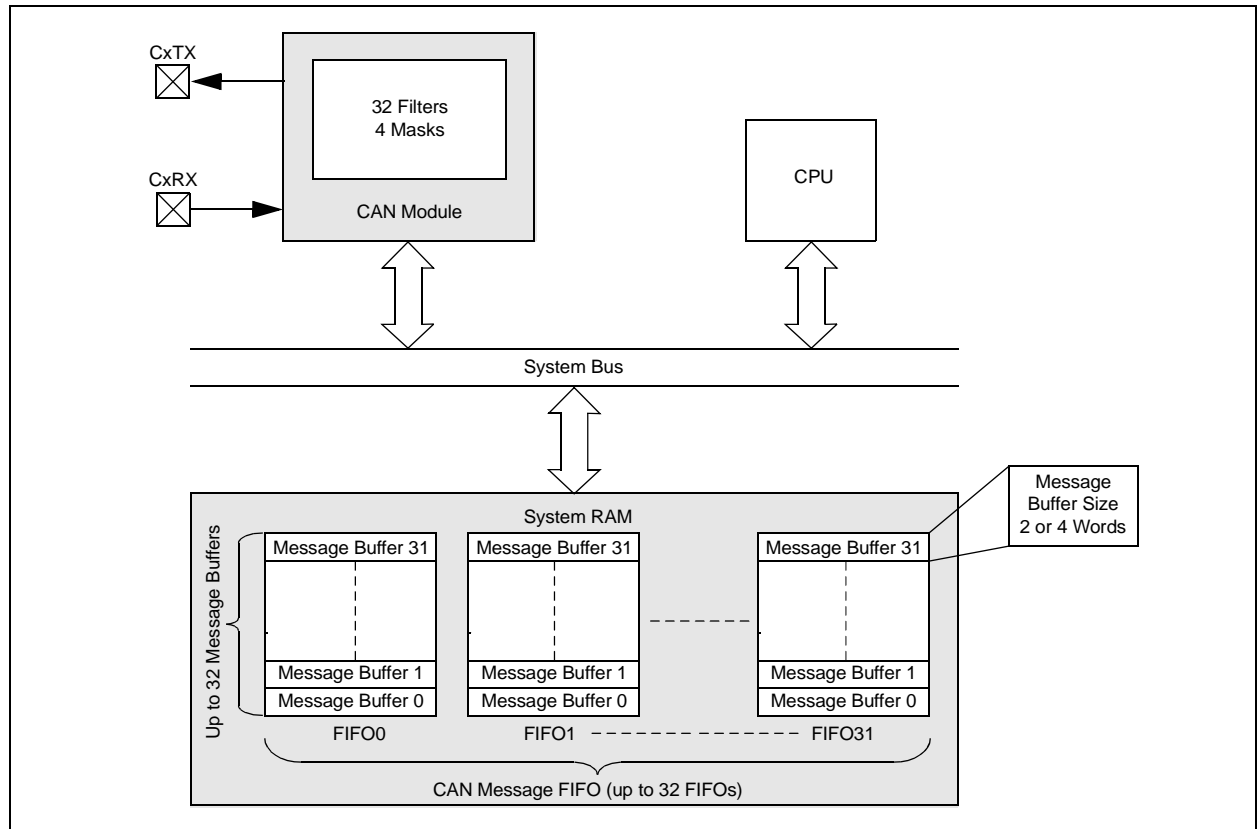 CxTX
32 Filters
4 Masks
CxRX
CAN Module
CPU
System Bus
Message
Buffer Size
2 or 4 Words
System RAM
Up to 32 Message Buffers
Message Buffer 31
Message Buffer 31
Message Buffer 31
Message Buffer 1
Message Buffer 1
Message Buffer 1
Message Buffer 0
Message Buffer 0
Message Buffer 0
FIFO0
FIFO1
FIFO31
CAN Message FIFO (up to 32 FIFOs)